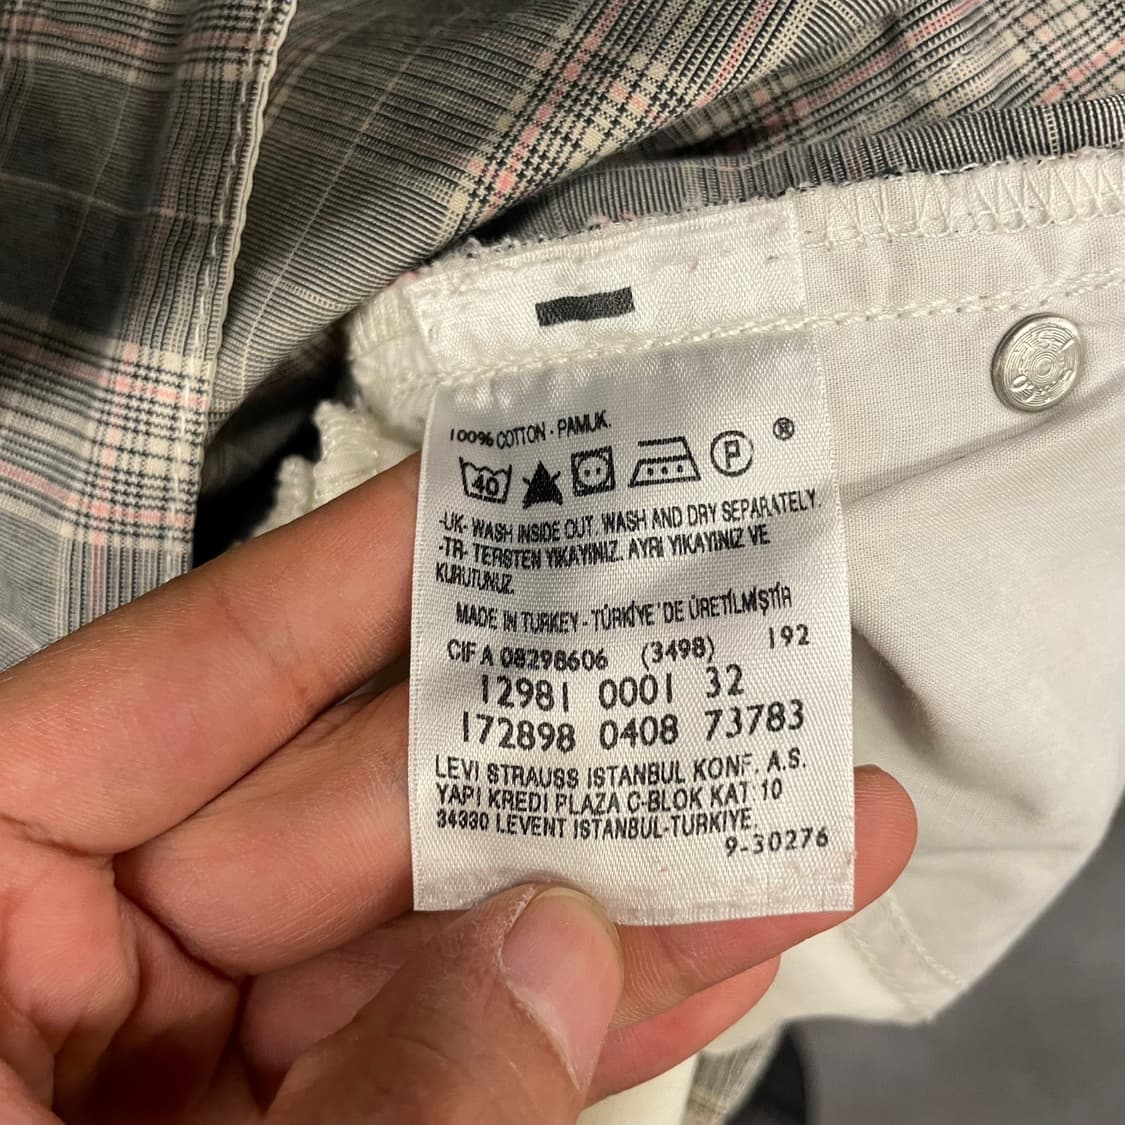 100% COTTON - PAMUK.
40 P ®
-UK- WASH INSIDE OUT. WASH AND DRY SEPARATELY.
-TR- TERSTEN YIKAYINIZ. AYRI YIKAYINIZ VE
KURUTUNUZ.
MADE IN TURKEY - TÜRKİYE'DE ÜRETİLMİŞTİR
CIF A 08298606 (3498) 192
12981 0001 32
172898 0408 73783
LEVI STRAUSS ISTANBUL KONF. A.S.
YAPI KREDI PLAZA C-BLOK KAT 10
34330 LEVENT ISTANBUL-TURKIYE.
9-30276